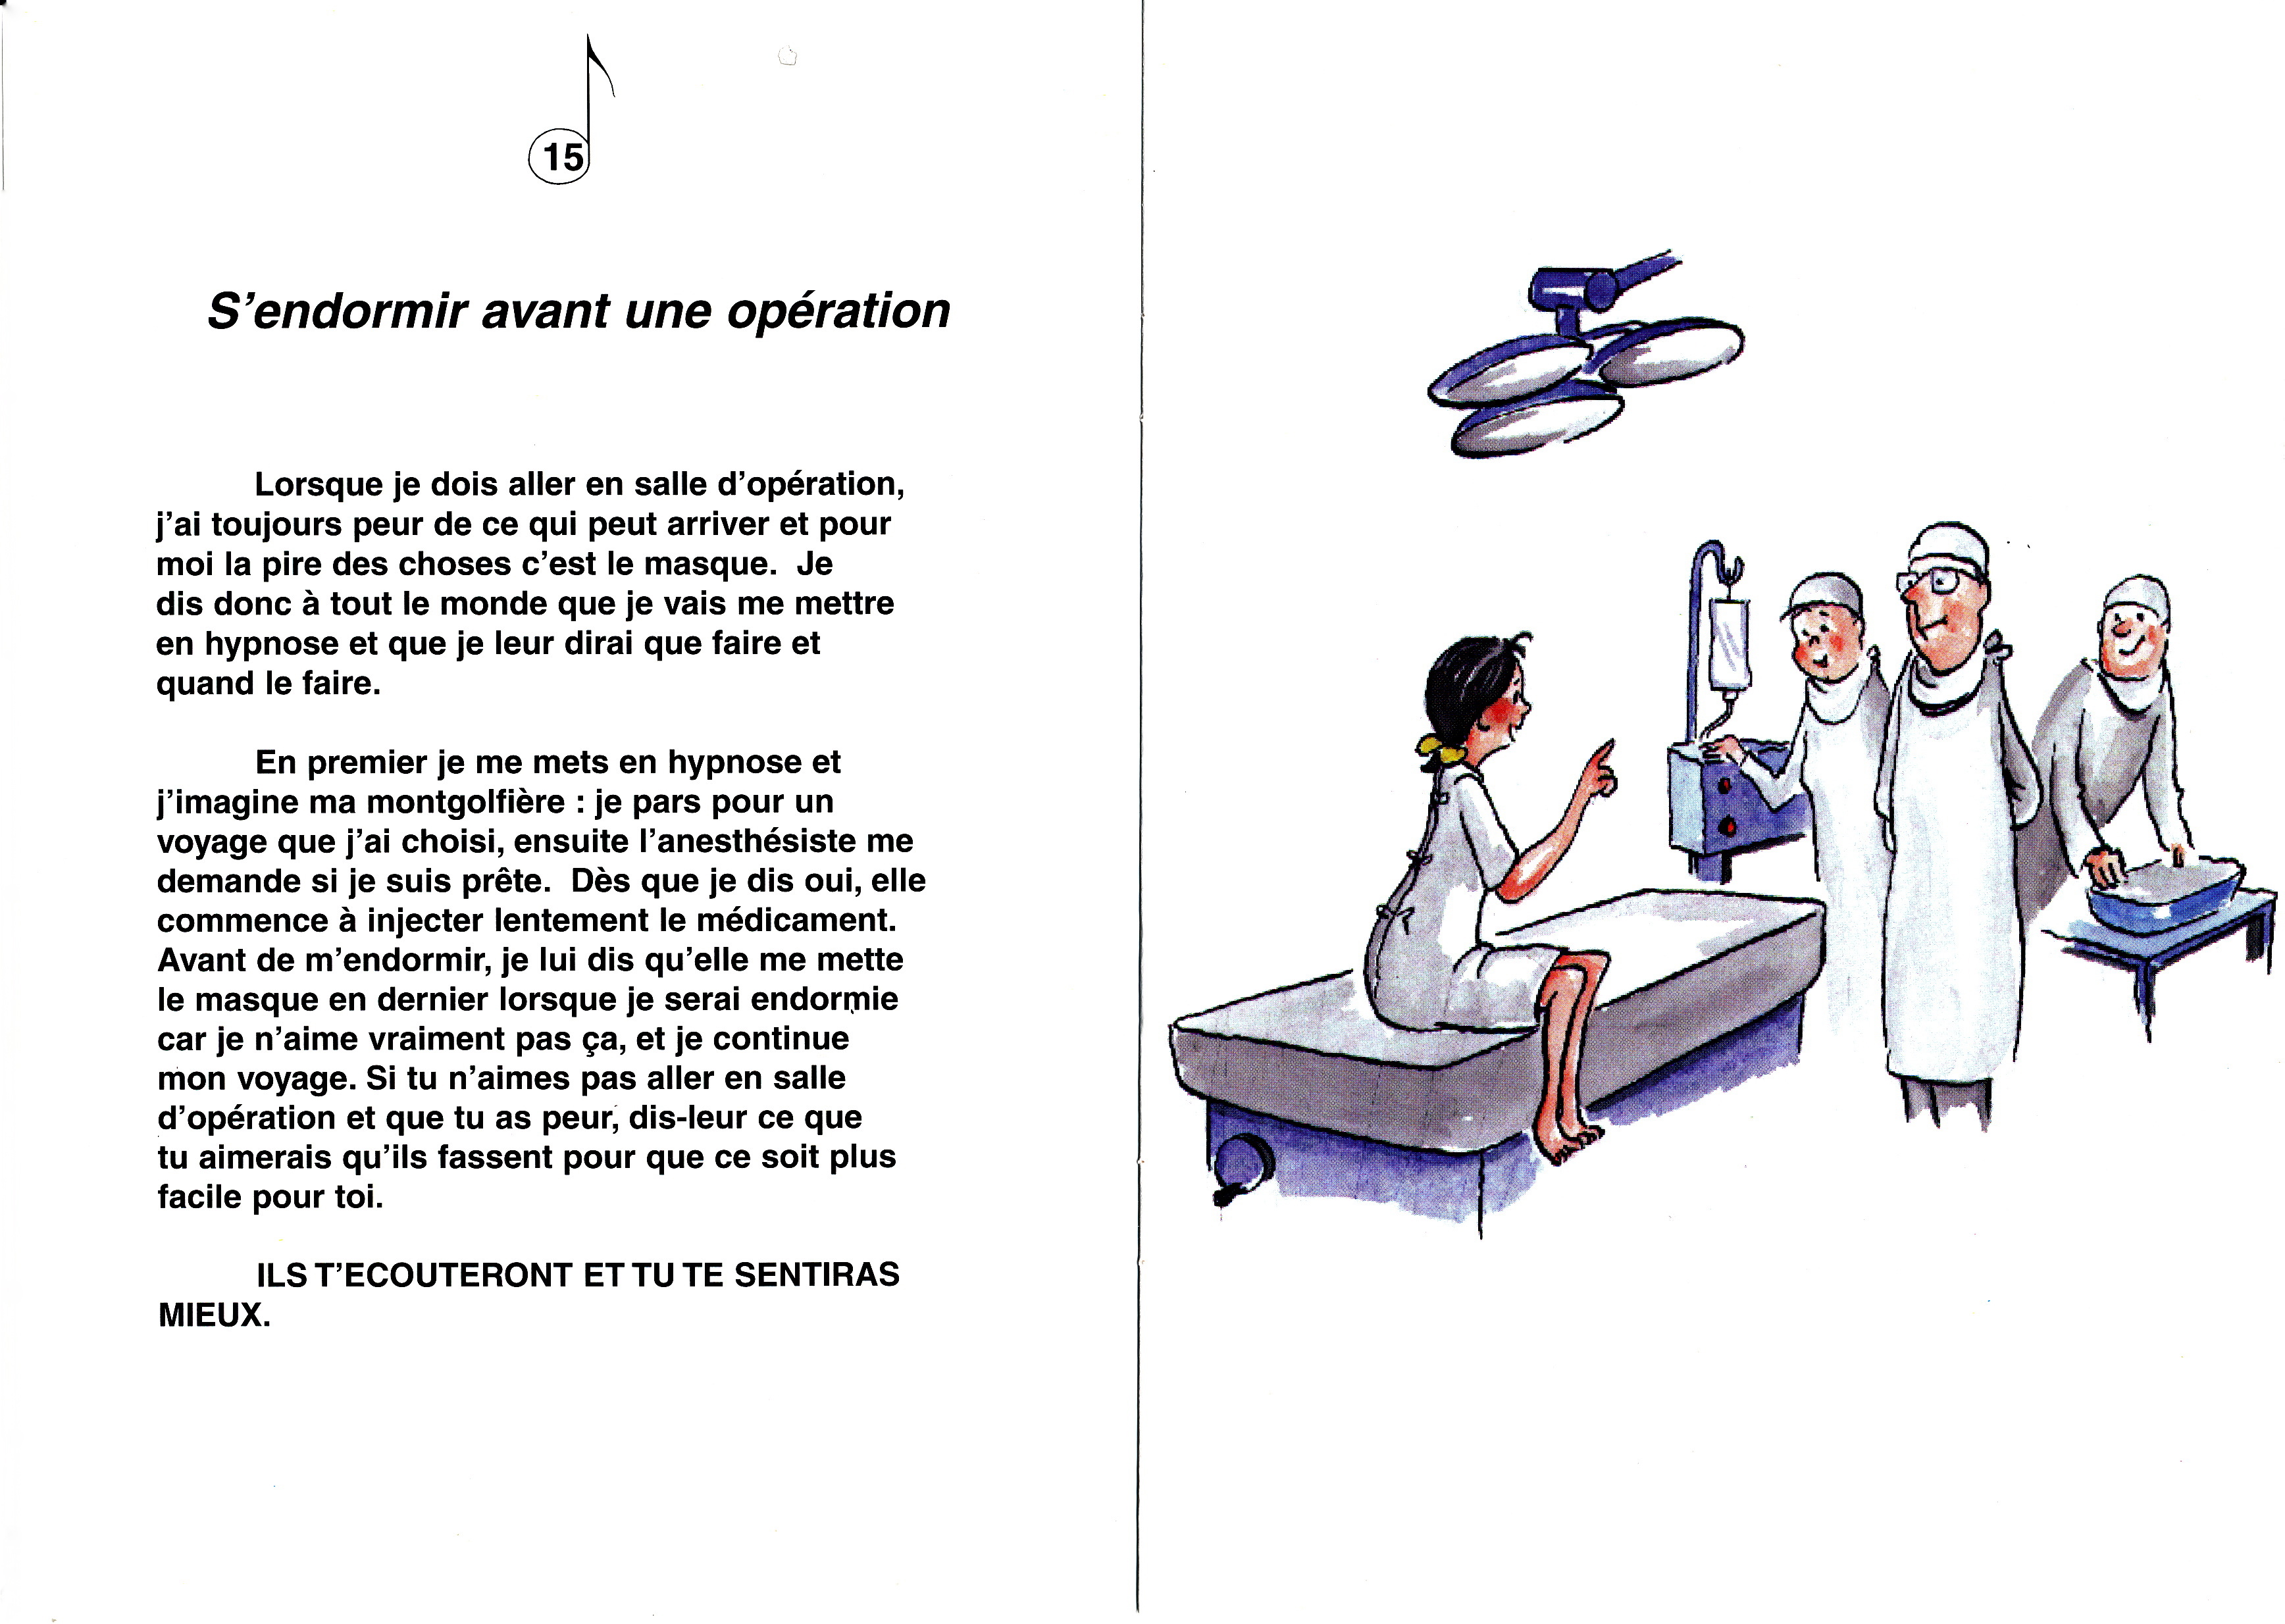 15
S'endormir avant une opération
Lorsque je dois aller en salle d'opération,
j'ai toujours peur de ce qui peut arriver et pour
moi la pire des choses c'est le masque. Je
dis donc à tout le monde que je vais me mettre
en hypnose et que je leur dirai que faire et
quand le faire.
En premier je me mets en hypnose et
j'imagine ma montgolfière : je pars pour un
voyage que j'ai choisi, ensuite l'anesthésiste me
demande si je suis prête. Dès que je dis oui, elle
commence à injecter lentement le médicament.
Avant de m'endormir, je lui dis qu'elle me mette
le masque en dernier lorsque je serai endormie
car je n'aime vraiment pas ça, et je continue
mon voyage. Si tu n'aimes pas aller en salle
d'opération et que tu as peur, dis-leur ce que
tu aimerais qu'ils fassent pour que ce soit plus
facile pour toi.
ILS T'ECOUTERONT ET TU TE SENTIRAS
MIEUX.